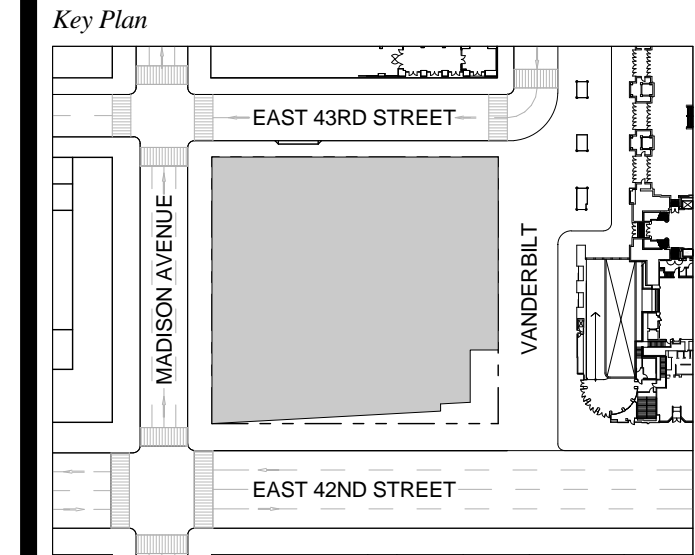 Key Plan
EAST 43RD STREET
MADISON AVENUE
VANDERBILT
EAST 42ND STREET